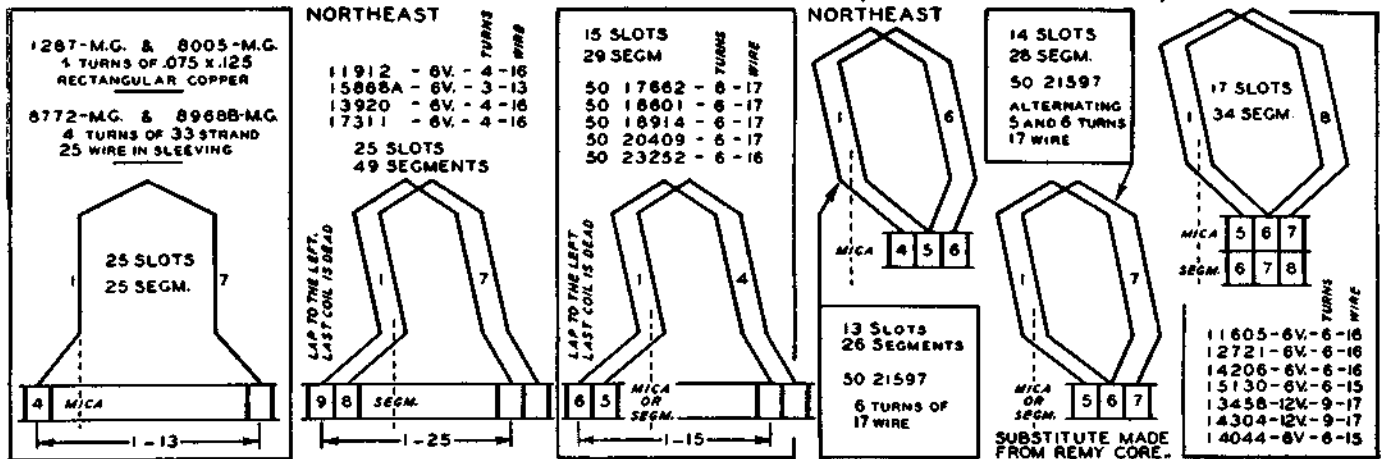 1287-M.G. & 8005-M.G.
4 TURNS OF .075 X .125
RECTANGULAR COPPER
8772-M.G. & 8968B-M.G.
4 TURNS OF 33 STRAND
25 WIRE IN SLEEVING
25 SLOTS
25 SEGM.
1
7
4
MICA
1-13
NORTHEAST
TURNS
WIRE
11912 - 6V. - 4 - 16
15868A - 6V. - 3 - 13
13920 - 6V. - 4 - 16
17311 - 6V. - 4 - 16
25 SLOTS
49 SEGMENTS
LAP TO THE LEFT.
LAST COIL IS DEAD
1
7
9 8
SEGM.
1-25
15 SLOTS
29 SEGM
TURNS
WIRE
50 17662 - 6 - 17
50 18601 - 6 - 17
50 18914 - 6 - 17
50 20409 - 6 - 17
50 23252 - 6 - 16
LAP TO THE LEFT
LAST COIL IS DEAD
1
4
6 5
MICA
OR
SEGM.
1-15
NORTHEAST
1
6
MICA
4 5 6
13 SLOTS
26 SEGMENTS
50 21597
6 TURNS OF
17 WIRE
14 SLOTS
28 SEGM.
50 21597
ALTERNATING
5 AND 6 TURNS
17 WIRE
1
7
MICA
OR
SEGM.
5 6 7
SUBSTITUTE MADE
FROM REMY CORE.
17 SLOTS
34 SEGM.
1
8
MICA 5 6 7
SEGM. 6 7 8
TURNS
WIRE
11605-6V.-6-16
12721-6V.-6-16
14206-6V.-6-16
15130-6V.-6-15
13458-12V.-9-17
14304-12V.-9-17
14044-6V-6-15